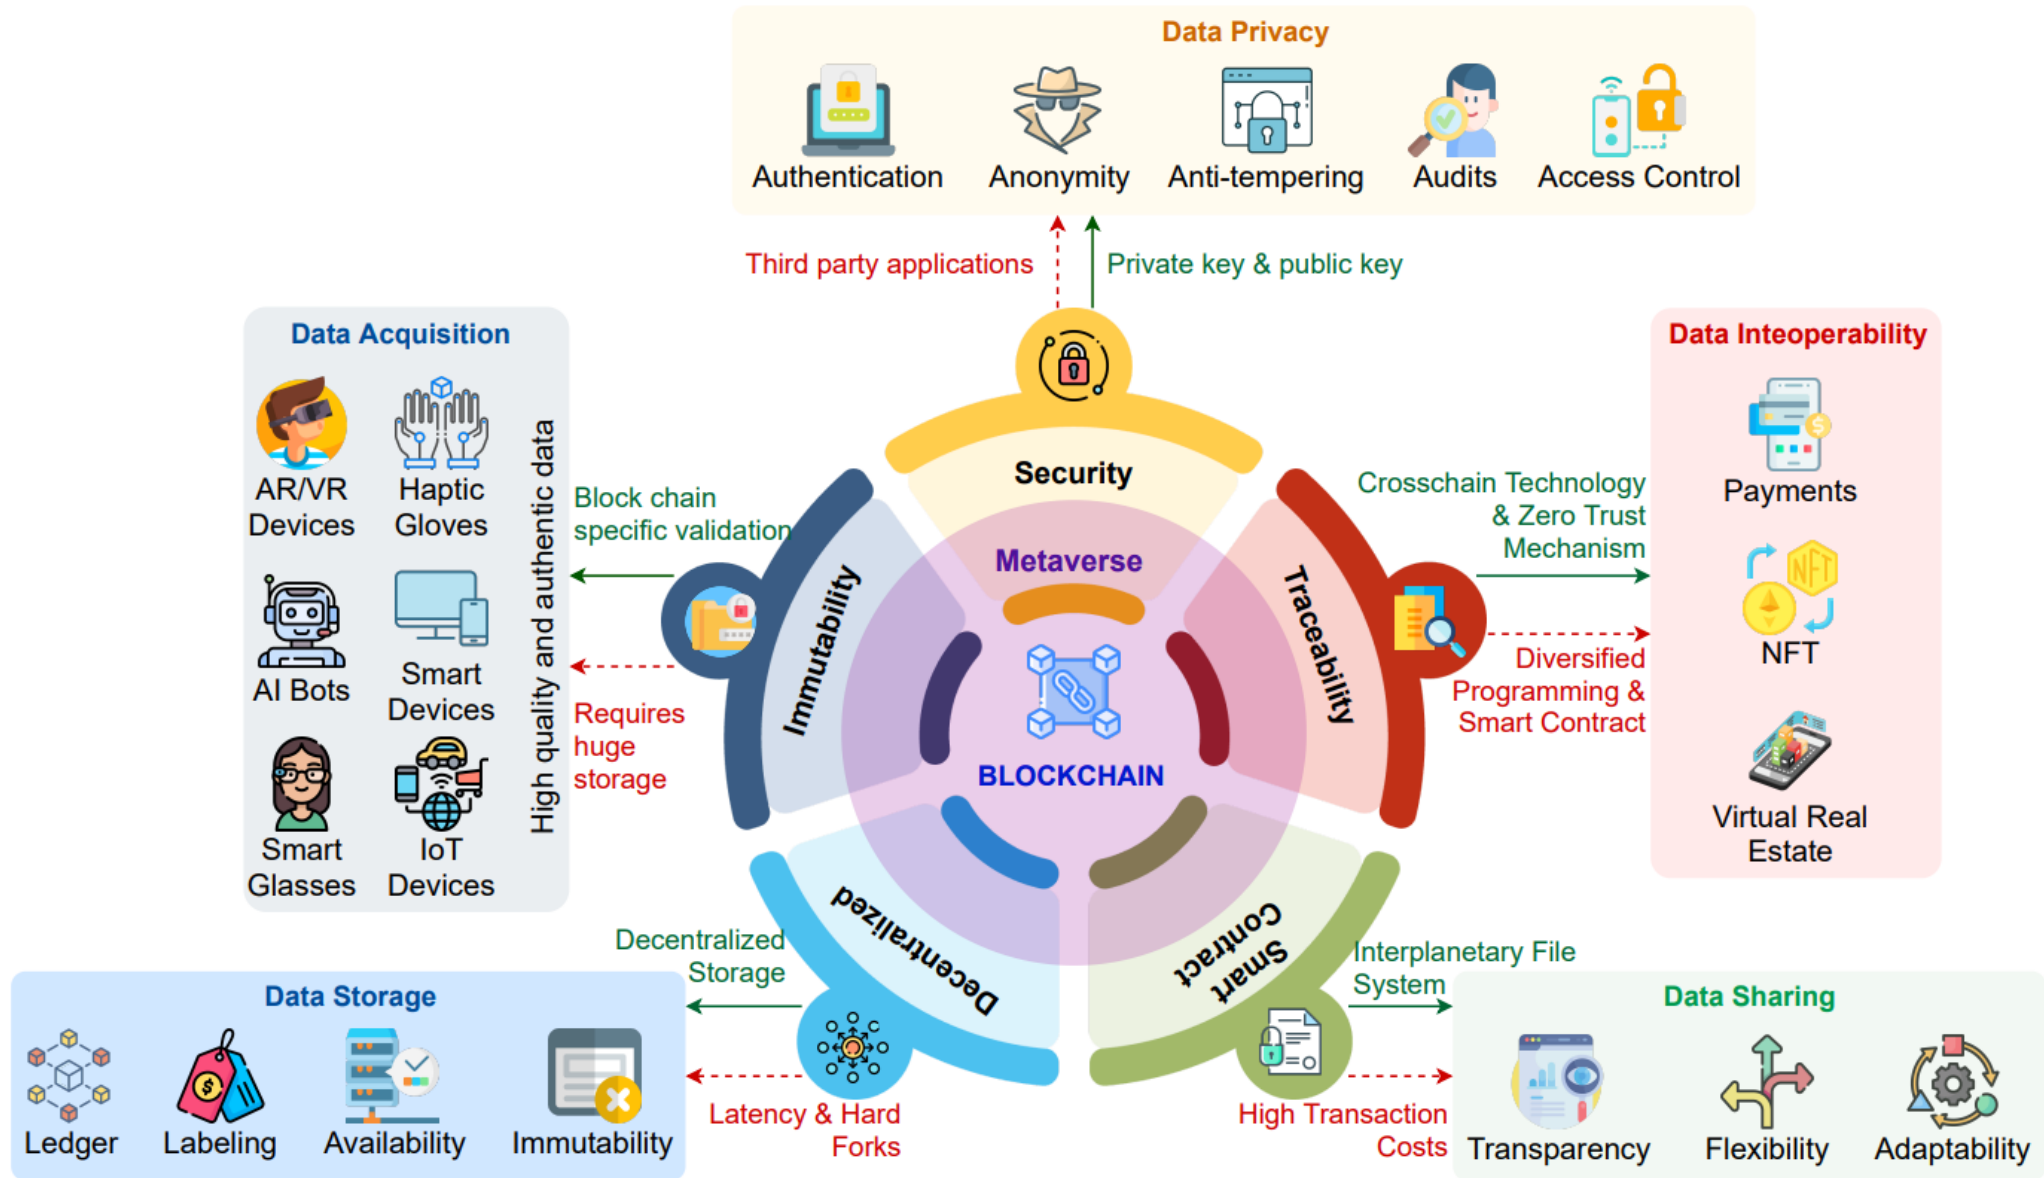 Data Privacy
Authentication
Anonymity
Anti-tempering
Audits
Access Control
Third party applications
Private key & public key
Data Acquisition
AR/VR
Devices
Haptic
Gloves
AI Bots
Smart
Devices
Smart
Glasses
IoT
Devices
High quality and authentic data
Block chain
specific validation
Requires
huge
storage
Security
Metaverse
BLOCKCHAIN
Immutability
Traceability
Decentralized
Smart
Contract
Crosschain Technology
& Zero Trust
Mechanism
Diversified
Programming &
Smart Contract
Data Inteoperability
Payments
NFT
NFT
Virtual Real
Estate
Decentralized
Storage
Latency & Hard
Forks
Data Storage
Ledger
Labeling
Availability
Immutability
Interplanetary File
System
High Transaction
Costs
Data Sharing
Transparency
Flexibility
Adaptability